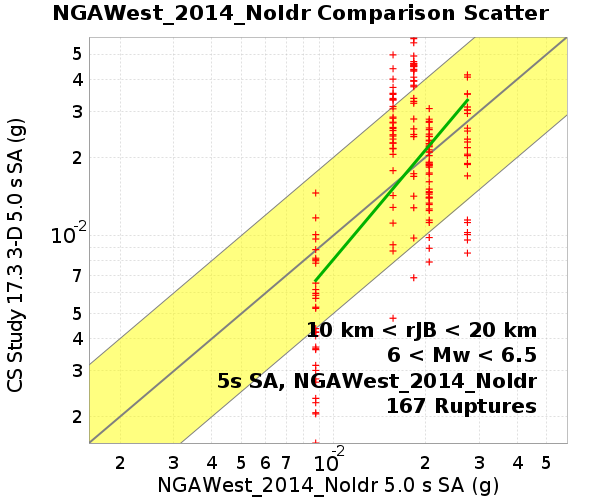 NGAWest_2014_NoIdr Comparison Scatter
CS Study 17.3 3-D 5.0 s SA (g)
5
4
3
2
10-2
7
5
4
3
2
10 km < rJB < 20 km
6 < Mw < 6.5
5s SA, NGAWest_2014_NoIdr
167 Ruptures
2 3 4 5 6 7 10-2 2 3 4 5
NGAWest_2014_NoIdr 5.0 s SA (g)